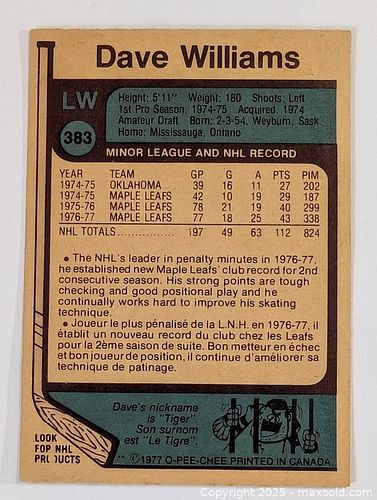 Dave Williams
LW
383
Height: 5'11" Weight: 180 Shoots: Left
1st Pro Season: 1974-75 Acquired: 1974
Amateur Draft Born: 2-3-54, Weyburn, Sask.
Home: Mississauga, Ontario
MINOR LEAGUE AND NHL RECORD
YEAR TEAM GP G A PTS PIM
1974-75 OKLAHOMA 39 16 11 27 202
1974-75 MAPLE LEAFS 42 10 19 29 187
1975-76 MAPLE LEAFS 78 21 19 40 299
1976-77 MAPLE LEAFS 77 18 25 43 338
NHL TOTALS................ 197 49 63 112 824
• The NHL's leader in penalty minutes in 1976-77,
he established new Maple Leafs' club record for 2nd
consecutive season. His strong points are tough
checking and good positional play and he
continually works hard to improve his skating
technique.
• Joueur le plus pénalisé de la L.N.H. en 1976-77, il
établit un nouveau record du club chez les Leafs
pour la 2ème saison de suite. Bon metteur en échec
et bon joueur de position, il continue d'améliorer sa
technique de patinage.
Dave's nickname
is "Tiger".
Son surnom
est "Le Tigre".
LOOK
FOR NHL
PRODUCTS
** ©1977 O-PEE-CHEE PRINTED IN CANADA
Copyright 2025 - maxsold.com